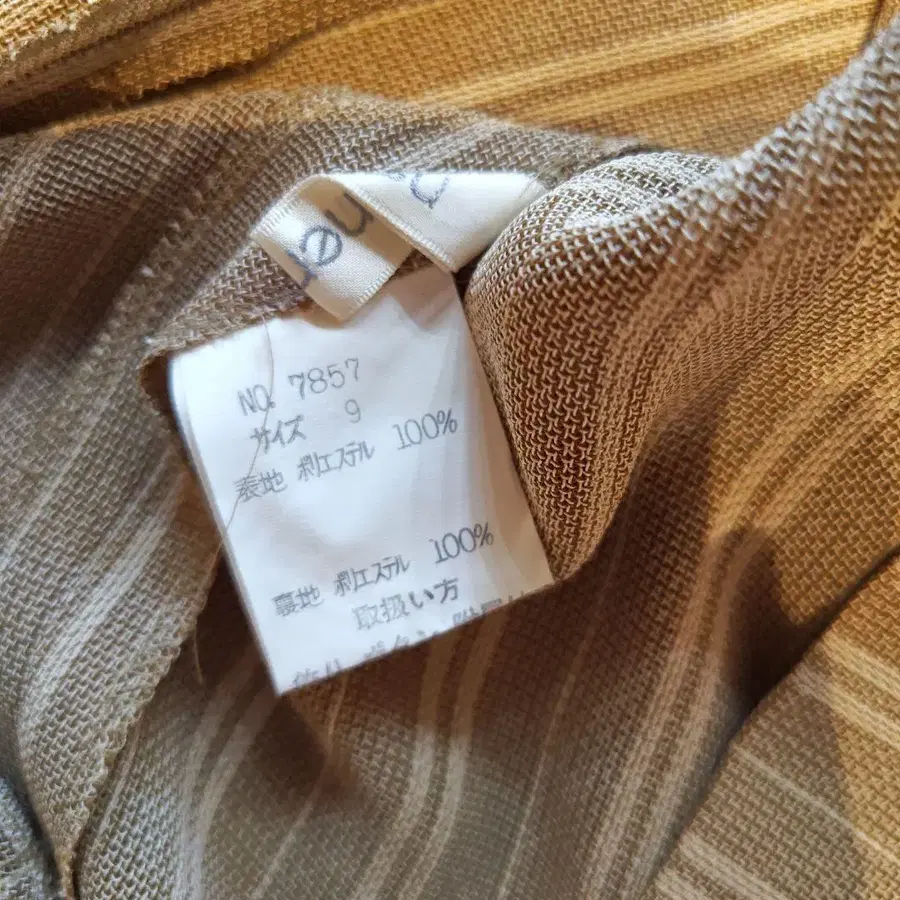 NO. 7857
サイズ 9
表地 ポリエステル 100%
裏地 ポリエステル 100%
取扱い方